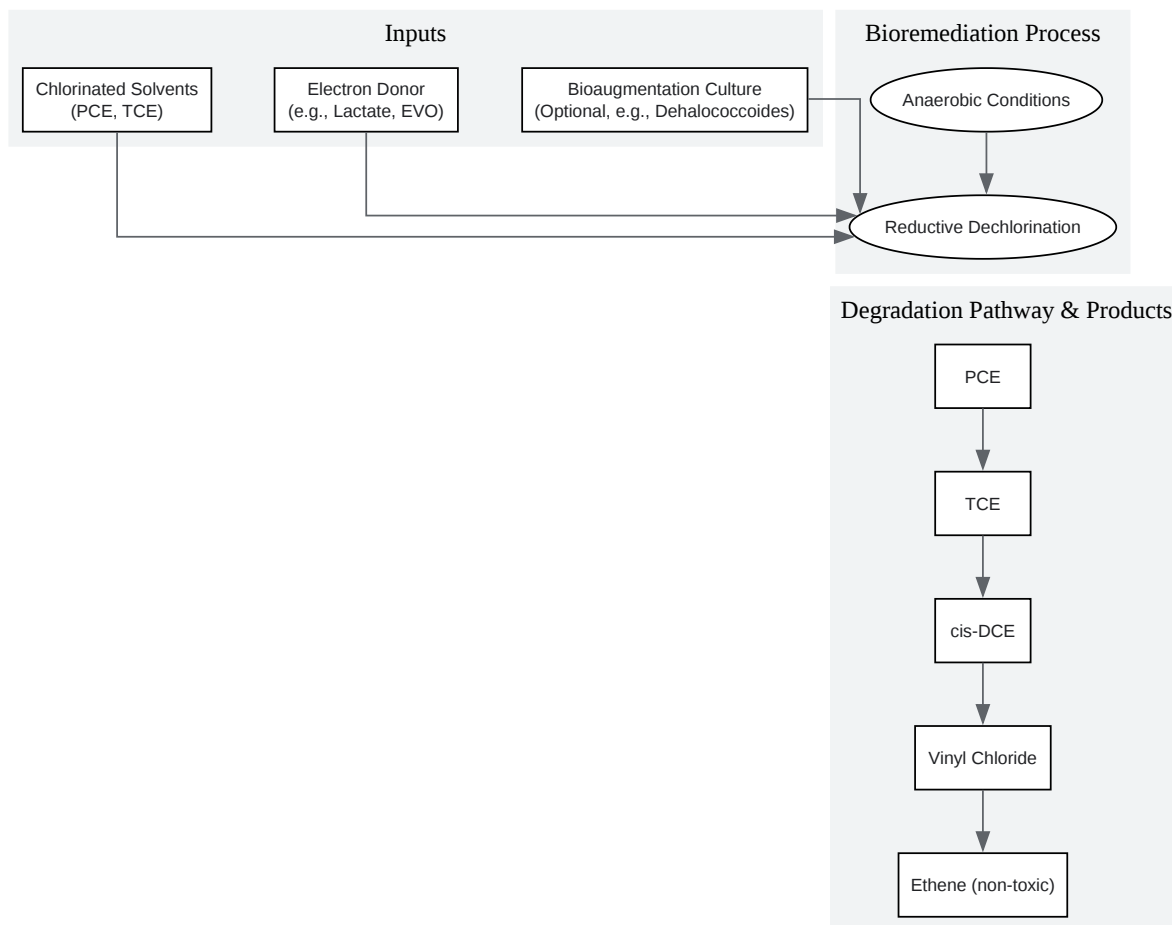 Inputs
Chlorinated Solvents
(PCE, TCE)
Electron Donor
(e.g., Lactate, EVO)
Bioaugmentation Culture
(Optional, e.g., Dehalococcoides)
Bioremediation Process
Anaerobic Conditions
Reductive Dechlorination
Degradation Pathway & Products
PCE
TCE
cis-DCE
Vinyl Chloride
Ethene (non-toxic)